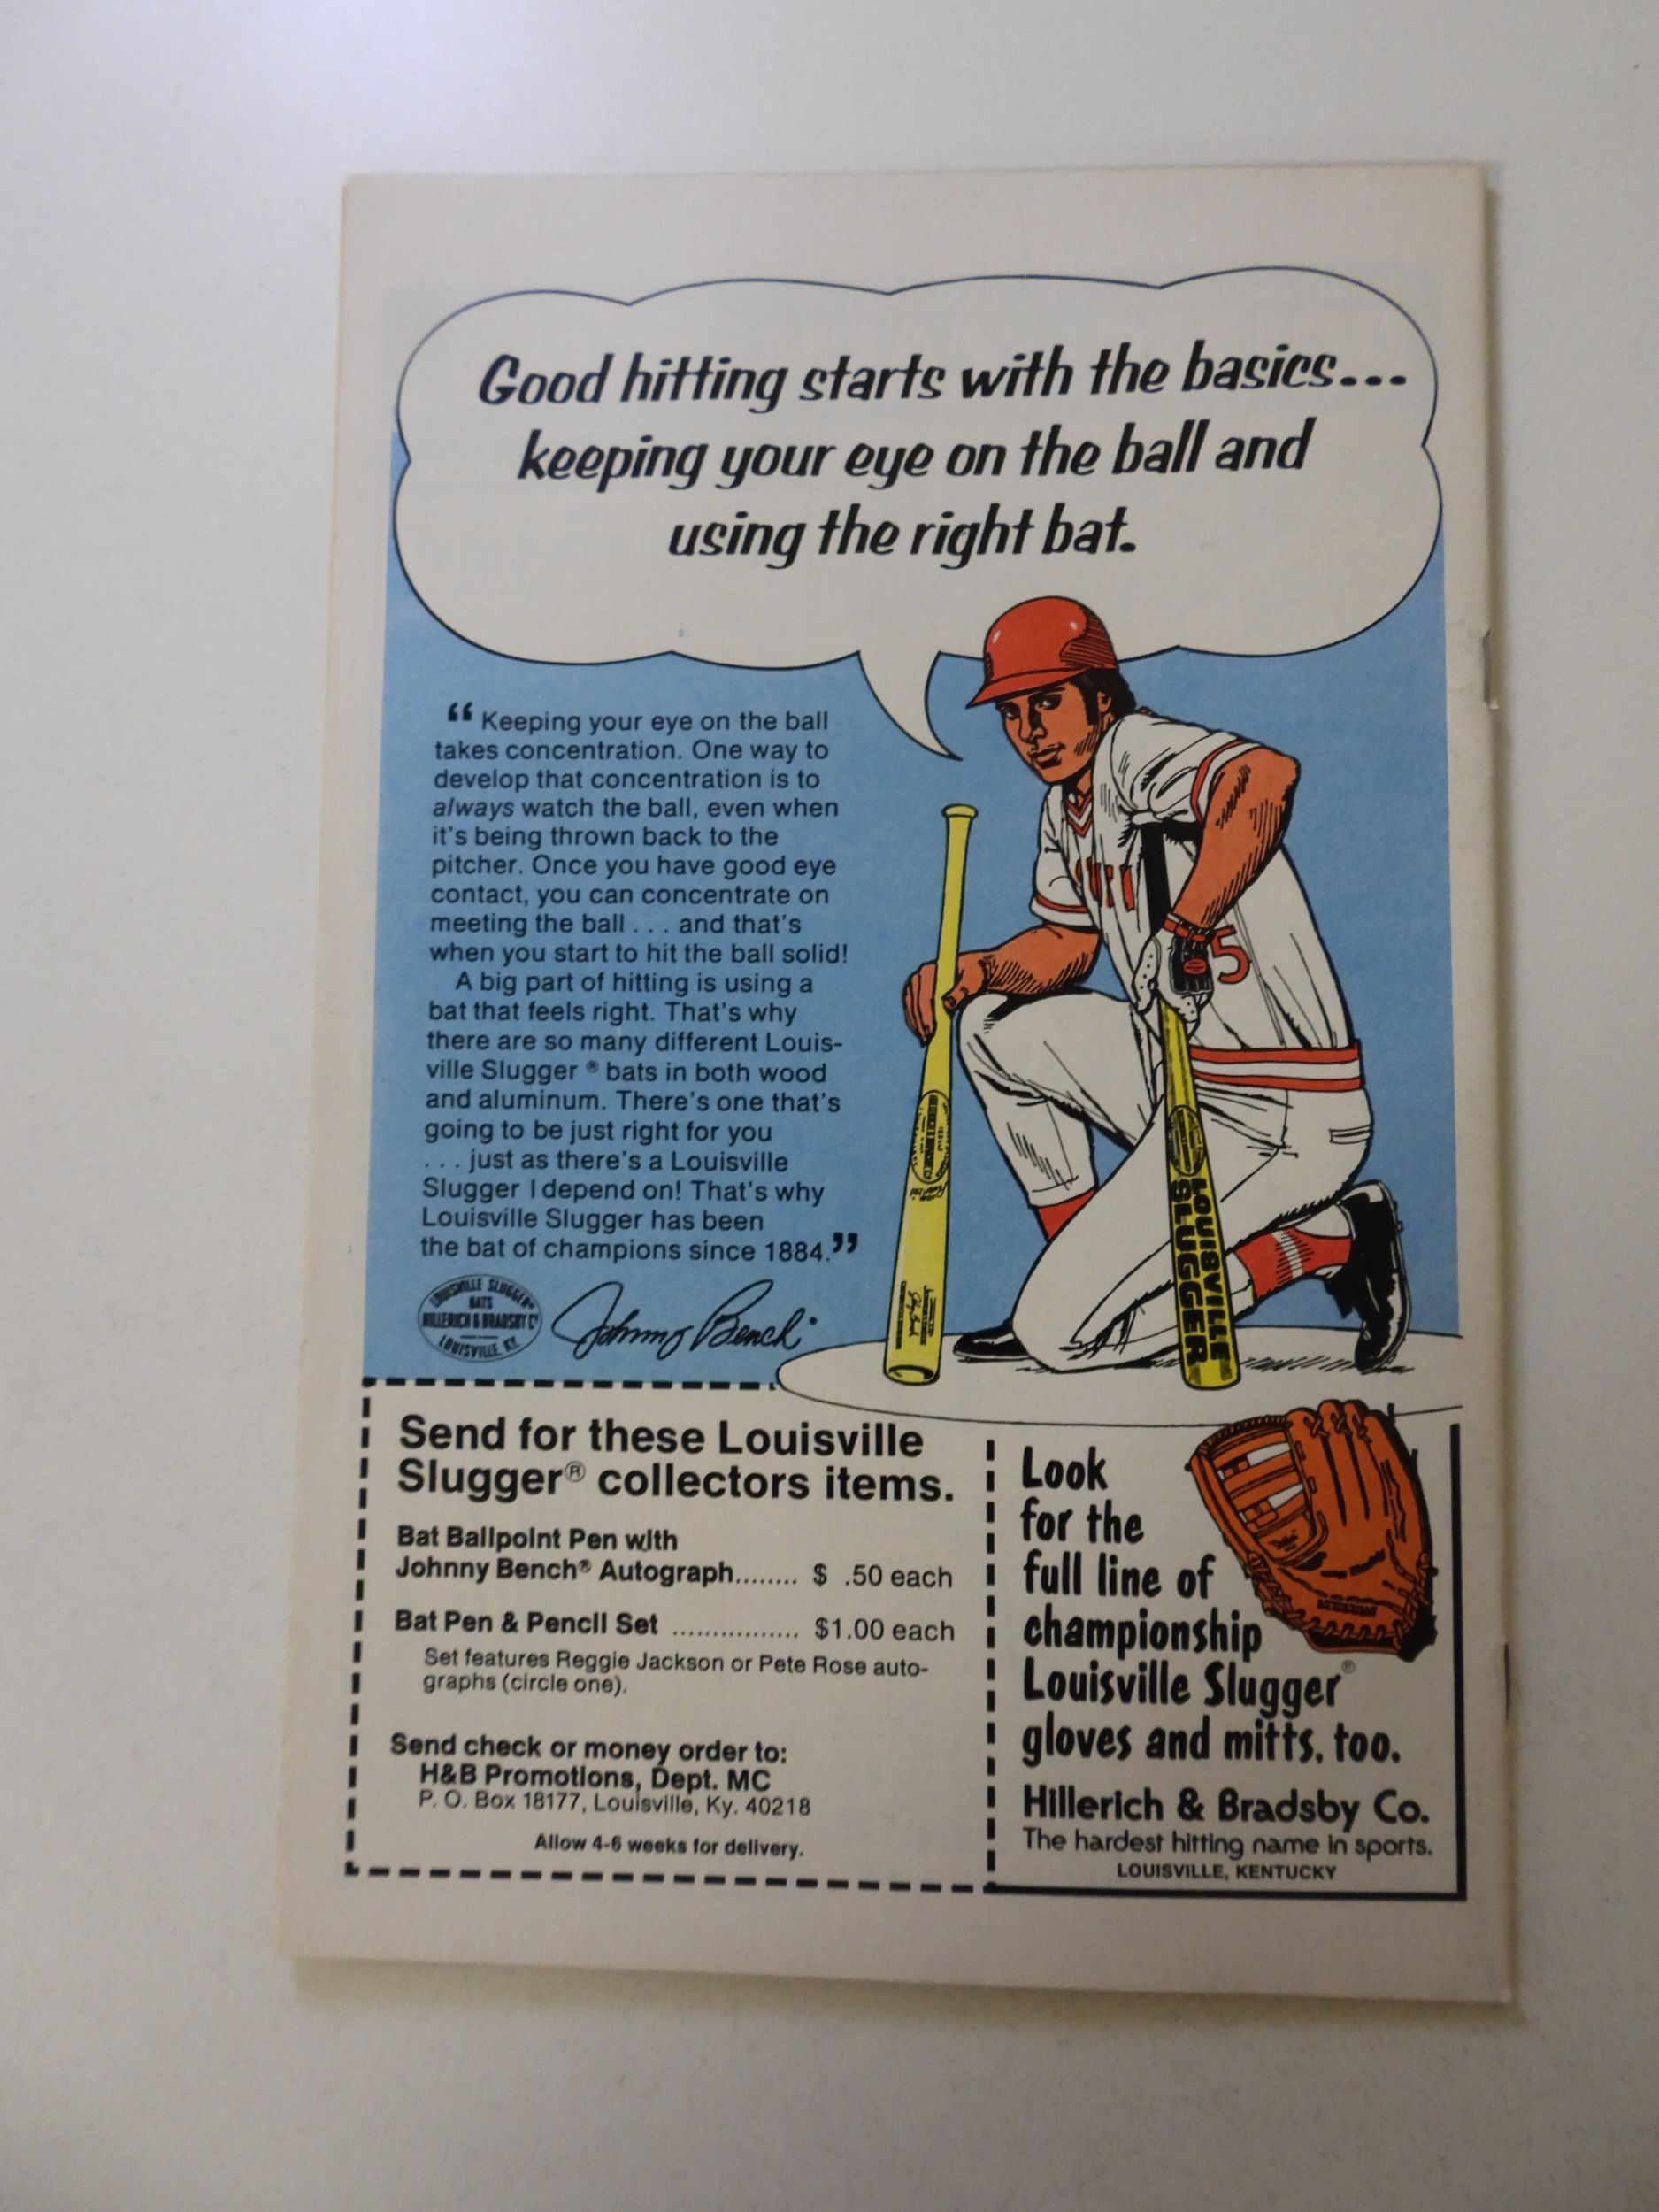 Good hitting starts with the basics...
keeping your eye on the ball and
using the right bat.
“ Keeping your eye on the ball
takes concentration. One way to
develop that concentration is to
always watch the ball, even when
it's being thrown back to the
pitcher. Once you have good eye
contact, you can concentrate on
meeting the ball . . . and that's
when you start to hit the ball solid!
A big part of hitting is using a
bat that feels right. That's why
there are so many different Louis-
ville Slugger ® bats in both wood
and aluminum. There's one that's
going to be just right for you
. . . just as there's a Louisville
Slugger I depend on! That's why
Louisville Slugger has been
the bat of champions since 1884.”
LOUISVILLE SLUGGER
BATS
HILLERICH & BRADSBY Co
LOUISVILLE, KY.
Johnny Bench
5
LOUISVILLE
SLUGGER
Send for these Louisville
Slugger® collectors items.
Bat Ballpoint Pen with
Johnny Bench® Autograph........ $ .50 each
Bat Pen & Pencil Set ................ $1.00 each
Set features Reggie Jackson or Pete Rose auto-
graphs (circle one).
Send check or money order to:
H&B Promotions, Dept. MC
P. O. Box 18177, Louisville, Ky. 40218
Allow 4-6 weeks for delivery.
Look
for the
full line of
championship
Louisville Slugger®
gloves and mitts, too.
Hillerich & Bradsby Co.
The hardest hitting name in sports.
LOUISVILLE, KENTUCKY